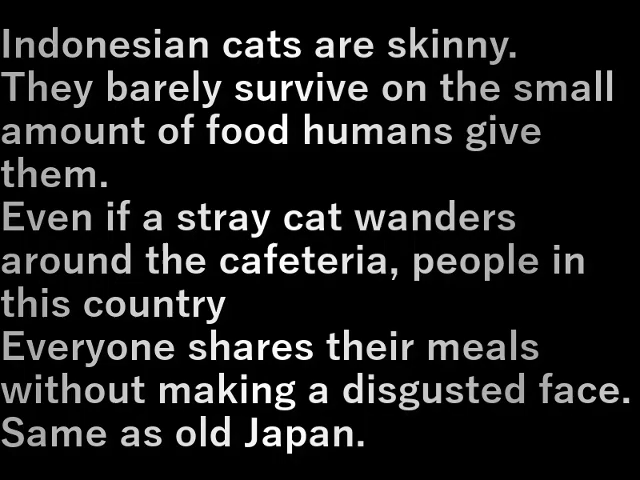 Indonesian cats are skinny.
They barely survive on the small
amount of food humans give
them.
Even if a stray cat wanders
around the cafeteria, people in
this country
Everyone shares their meals
without making a disgusted face.
Same as old Japan.